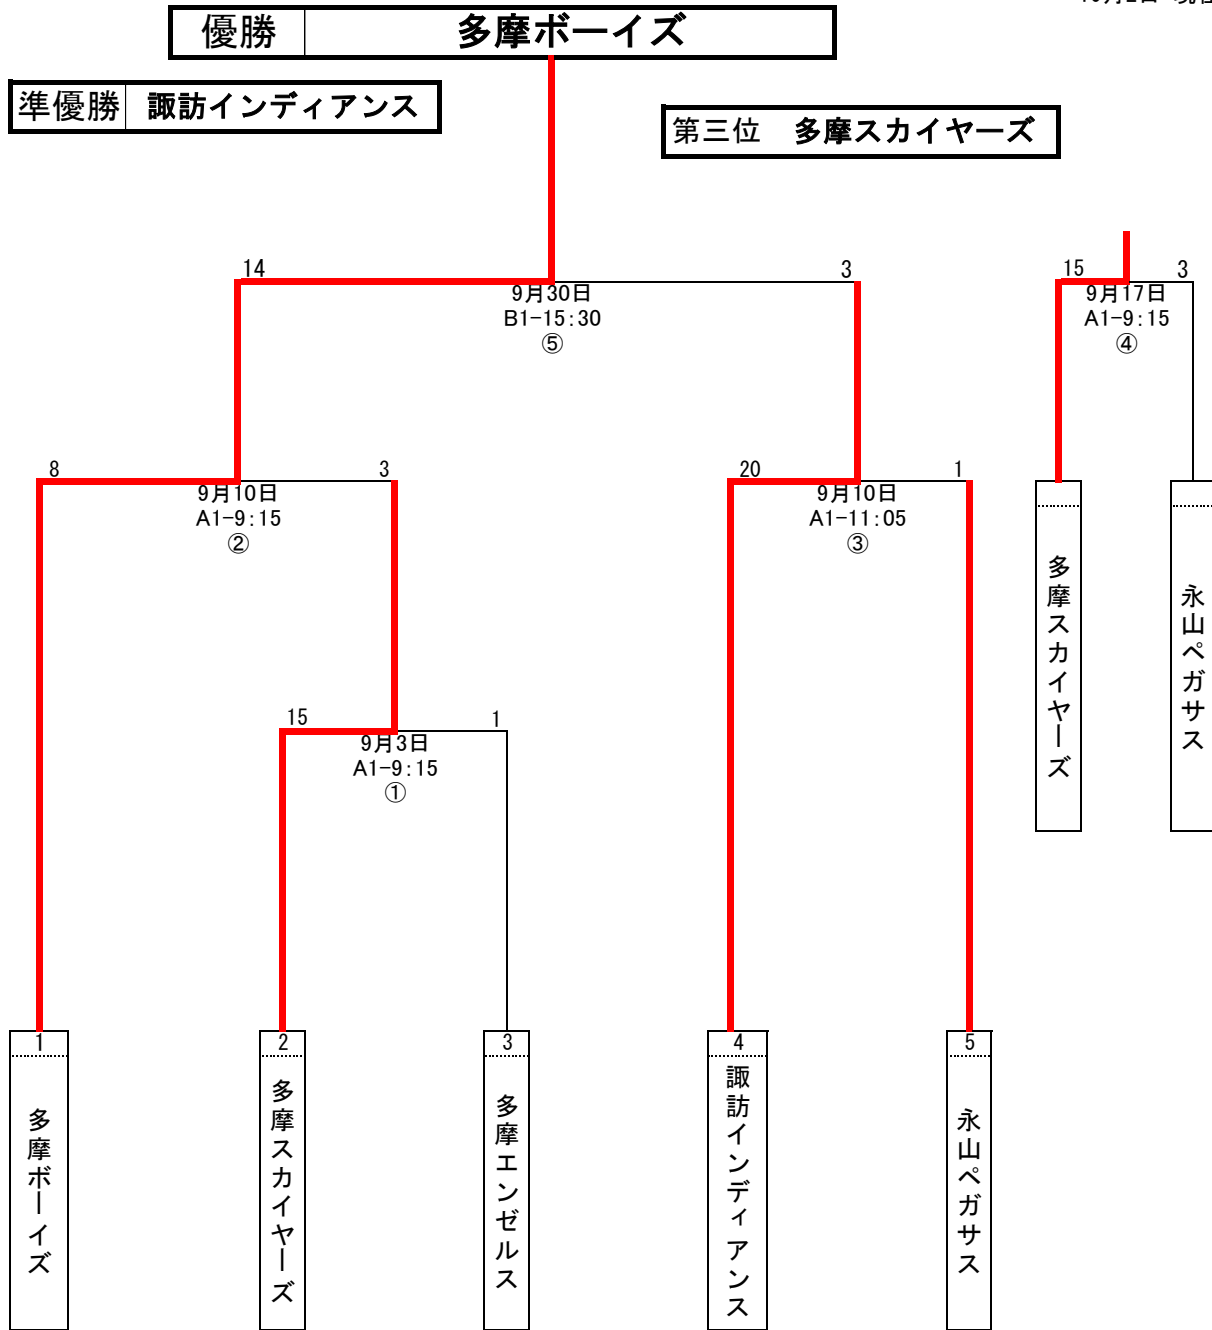 優勝 多摩ボーイズ
準優勝 諏訪インディアンス
第三位 多摩スカイヤーズ
14 3
9月30日
B1-15:30
⑤
15 3
9月17日
A1-9:15
④
8 3
9月10日
A1-9:15
②
20 1
9月10日
A1-11:05
③
多摩スカイヤーズ
永山ペガサス
15 1
9月3日
A1-9:15
①
1
多摩ボーイズ
2
多摩スカイヤーズ
3
多摩エンゼルス
4
諏訪インディアンス
5
永山ペガサス